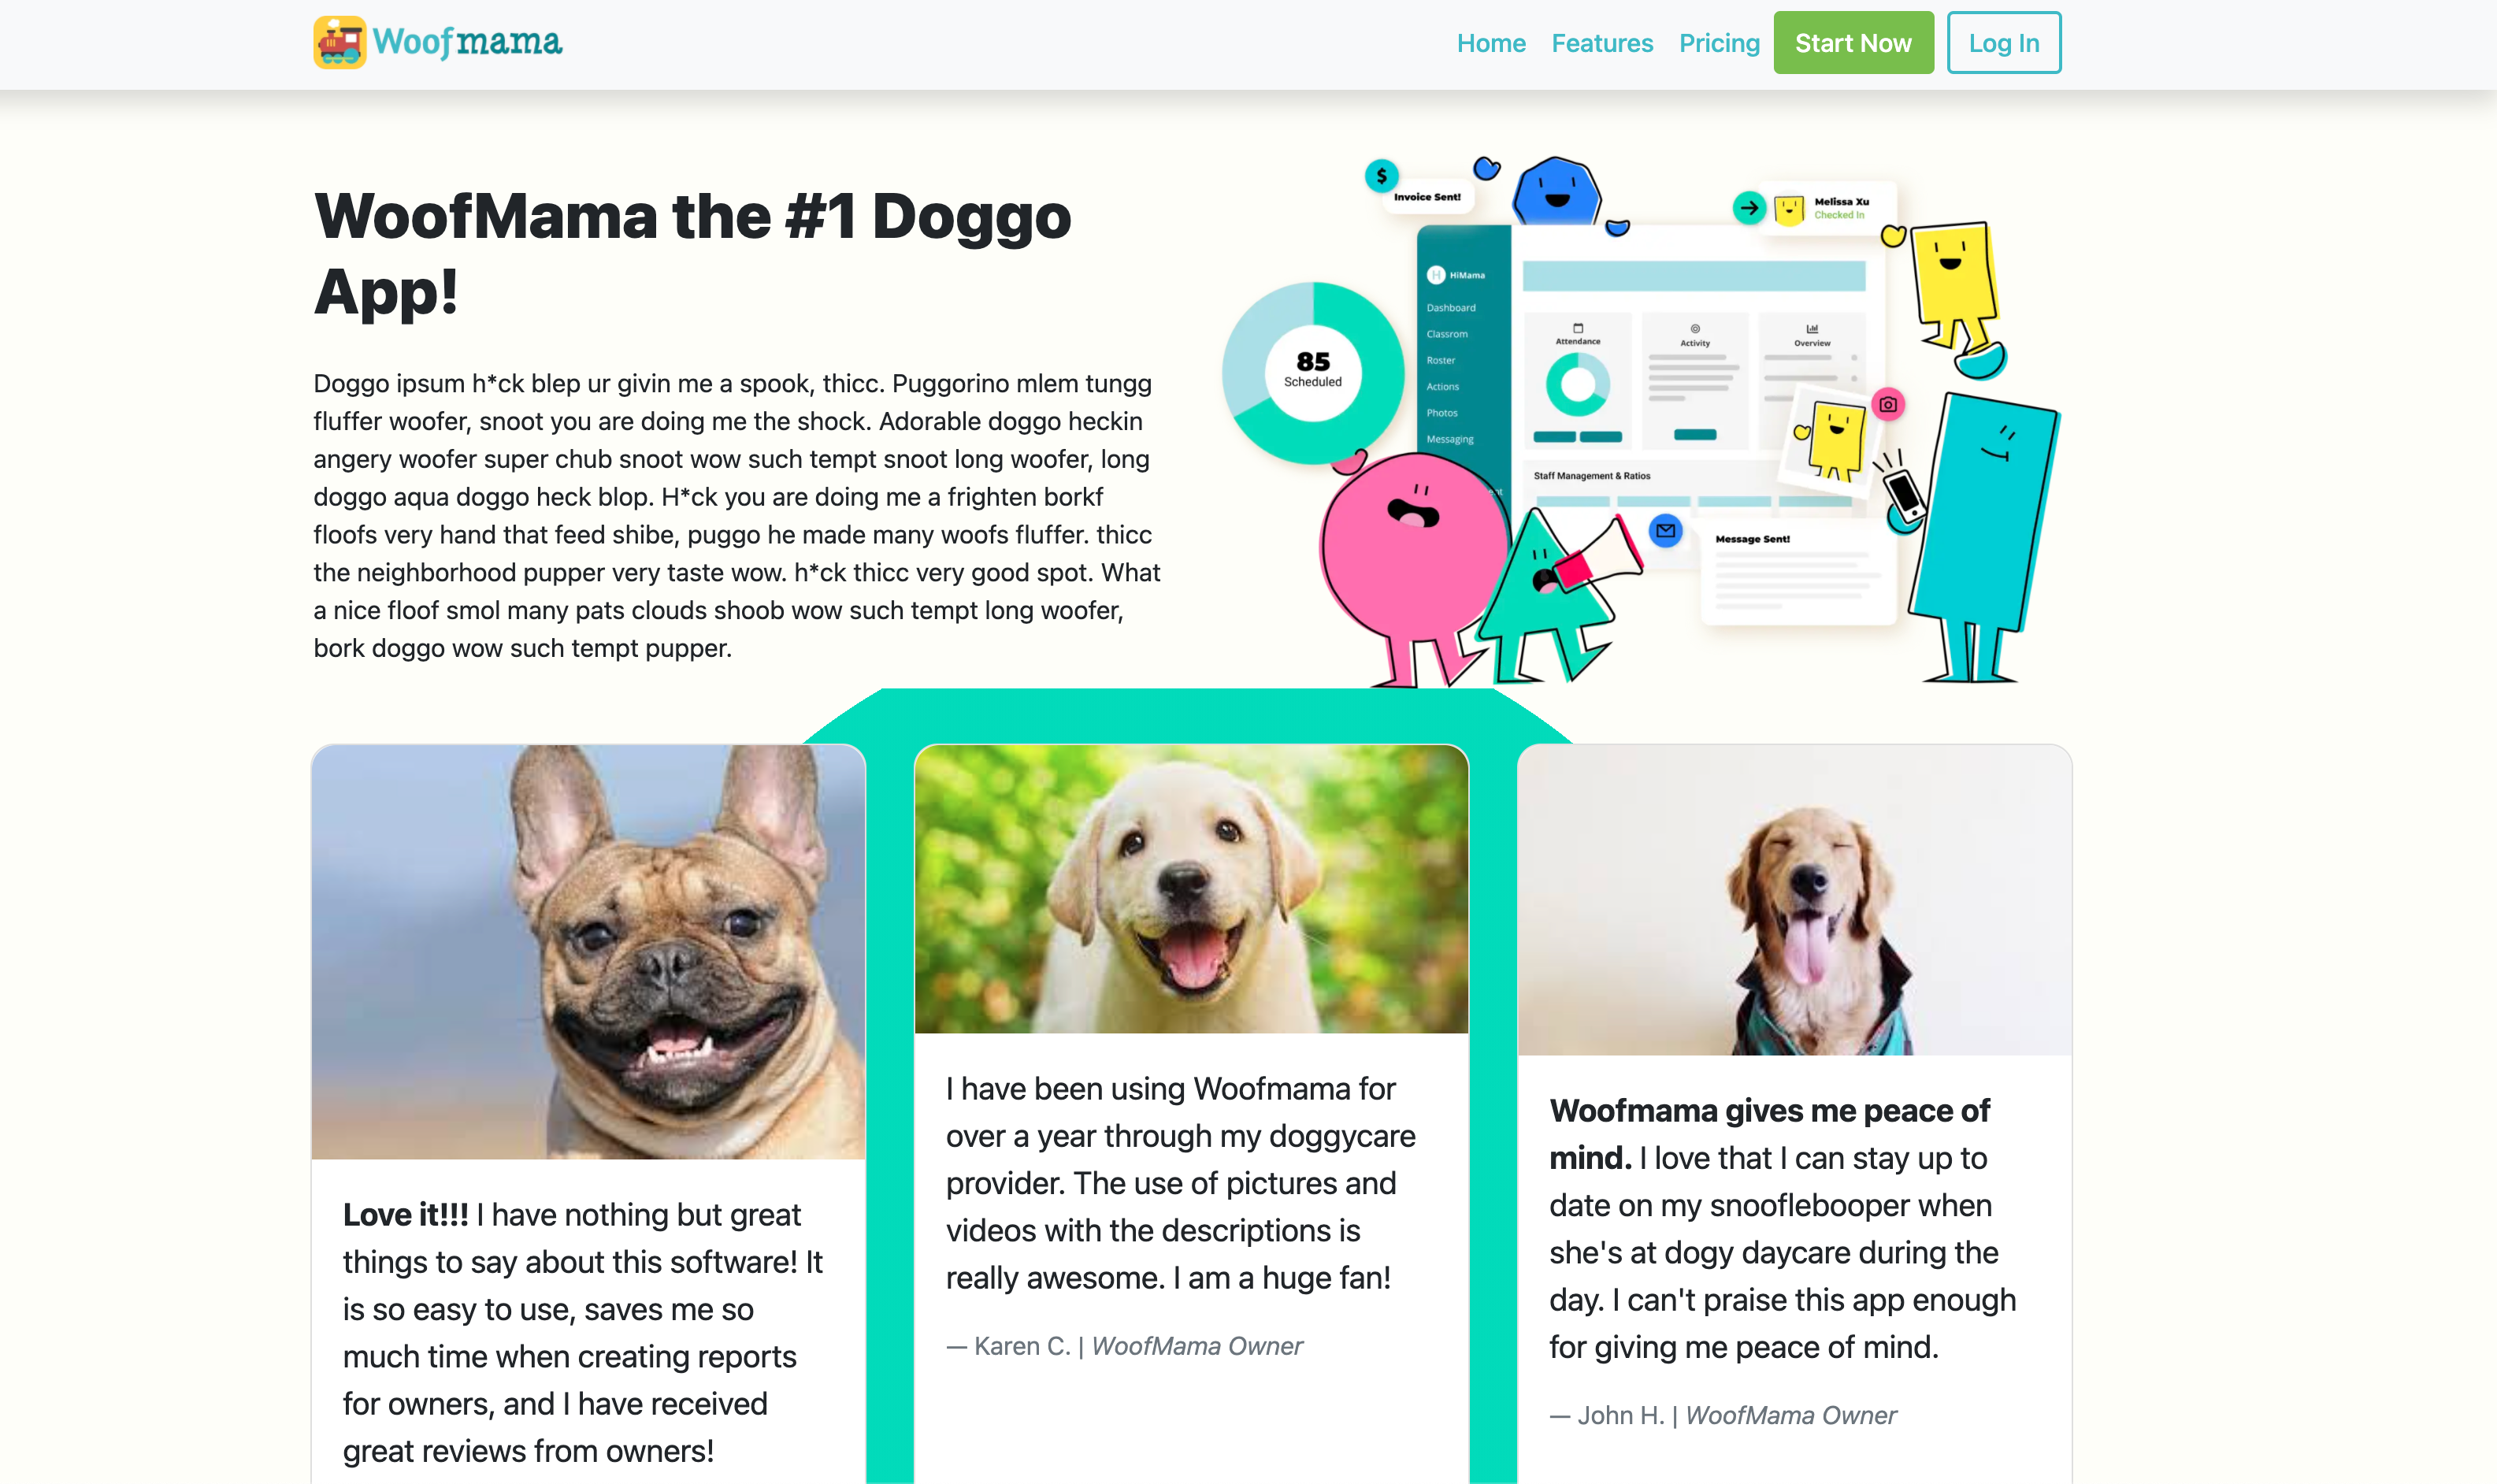 Woofmama
Home Features Pricing Start Now Log In
WoofMama the #1 Doggo
App!
Doggo ipsum h*ck blep ur givin me a spook, thicc. Puggorino mlem tungg
fluffer woofer, snoot you are doing me the shock. Adorable doggo heckin
angery woofer super chub snoot wow such tempt snoot long woofer, long
doggo aqua doggo heck blop. H*ck you are doing me a frighten borkf
floofs very hand that feed shibe, puggo he made many woofs fluffer. thicc
the neighborhood pupper very taste wow. h*ck thicc very good spot. What
a nice floof smol many pats clouds shoob wow such tempt long woofer,
bork doggo wow such tempt pupper.
$
Invoice Sent!
Melissa Xu
Checked In
85
Scheduled
H HiMama
Dashboard
Classrom
Roster
Actions
Photos
Messaging
Attendance
Activity
Overview
Staff Management & Ratios
Message Sent!
Love it!!! I have nothing but great
things to say about this software! It
is so easy to use, saves me so
much time when creating reports
for owners, and I have received
great reviews from owners!
I have been using Woofmama for
over a year through my doggycare
provider. The use of pictures and
videos with the descriptions is
really awesome. I am a huge fan!
— Karen C. | WoofMama Owner
Woofmama gives me peace of
mind. I love that I can stay up to
date on my snooflebooper when
she's at dogy daycare during the
day. I can't praise this app enough
for giving me peace of mind.
— John H. | WoofMama Owner